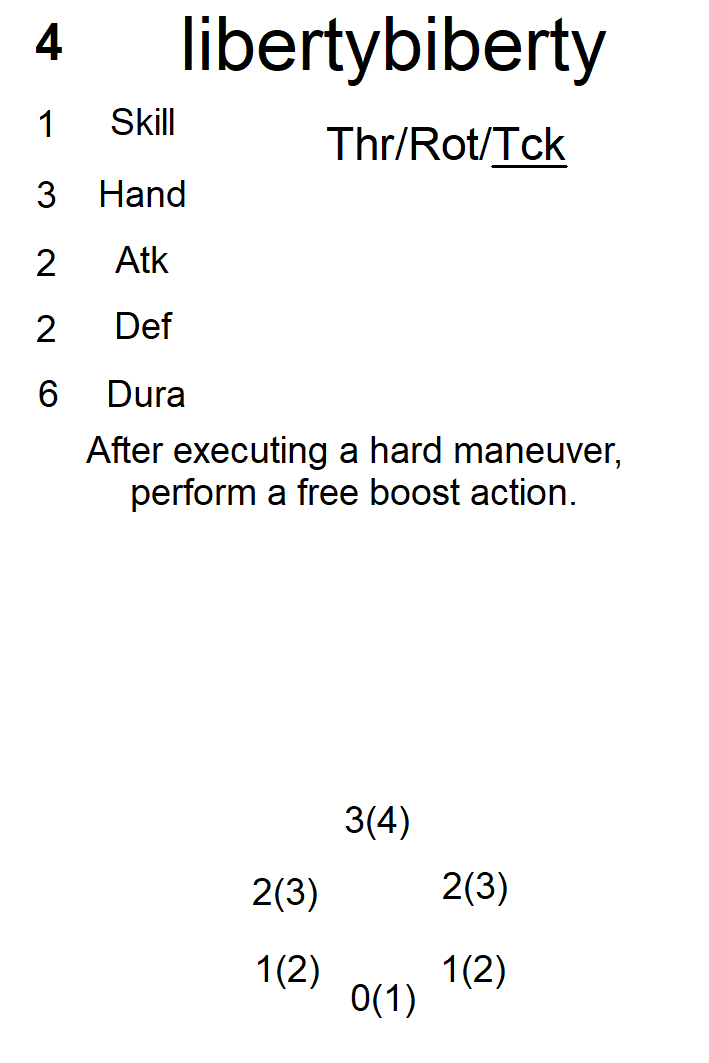 4 libertybiberty
1 Skill
Thr/Rot/Tck
3 Hand
2 Atk
2 Def
6 Dura
After executing a hard maneuver,
perform a free boost action.
3(4)
2(3) 2(3)
1(2) 1(2)
0(1)